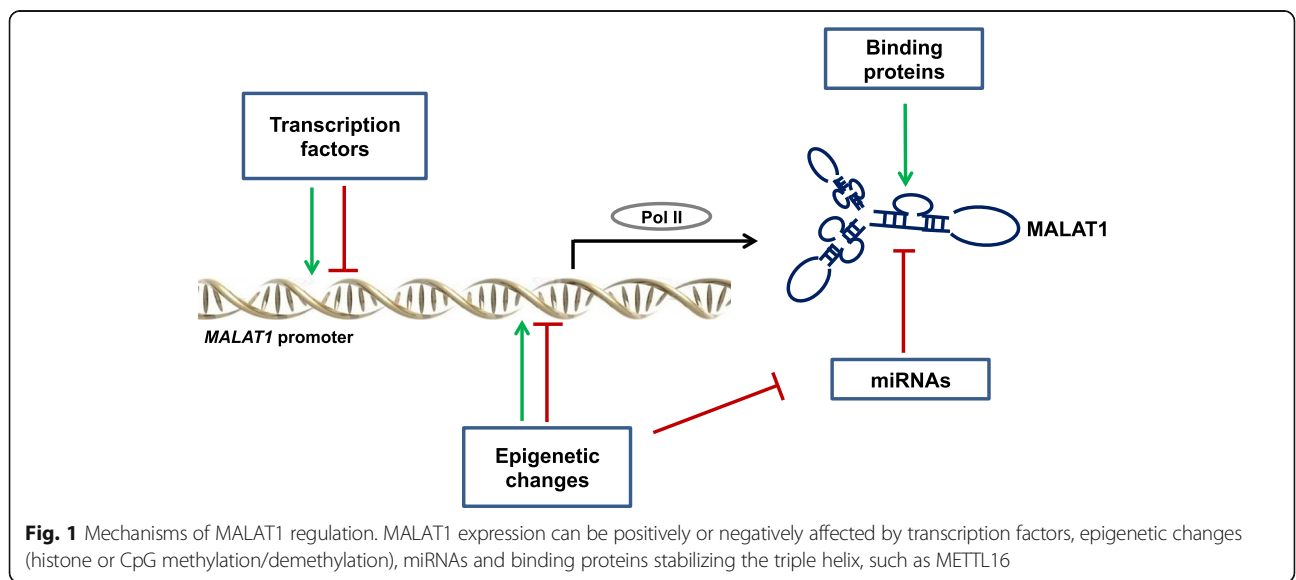 Binding
proteins
Transcription
factors
Pol II
MALAT1
MALAT1 promoter
miRNAs
Epigenetic
changes
Fig. 1 Mechanisms of MALAT1 regulation. MALAT1 expression can be positively or negatively affected by transcription factors, epigenetic changes
(histone or CpG methylation/demethylation), miRNAs and binding proteins stabilizing the triple helix, such as METTL16